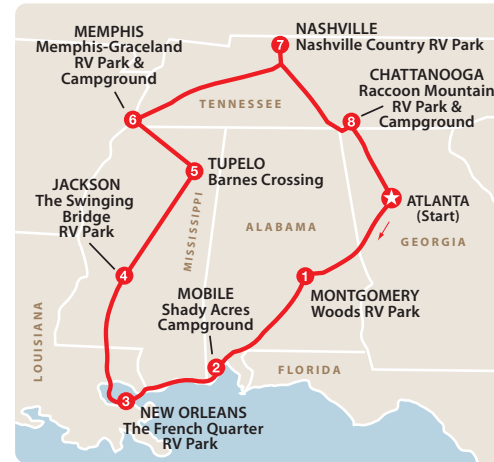 NASHVILLE
Nashville Country RV Park
7
MEMPHIS
Memphis-Graceland
RV Park &
Campground
CHATTANOOGA
Raccoon Mountain
RV Park &
Campground
TENNESSEE
6
8
5
TUPELO
Barnes Crossing
JACKSON
The Swinging
Bridge
RV Park
ATLANTA
(Start)
MISSISSIPPI
ALABAMA
GEORGIA
4
1
MONTGOMERY
Woods RV Park
MOBILE
Shady Acres
Campground
LOUISIANA
2
FLORIDA
3
NEW ORLEANS
The French Quarter
RV Park